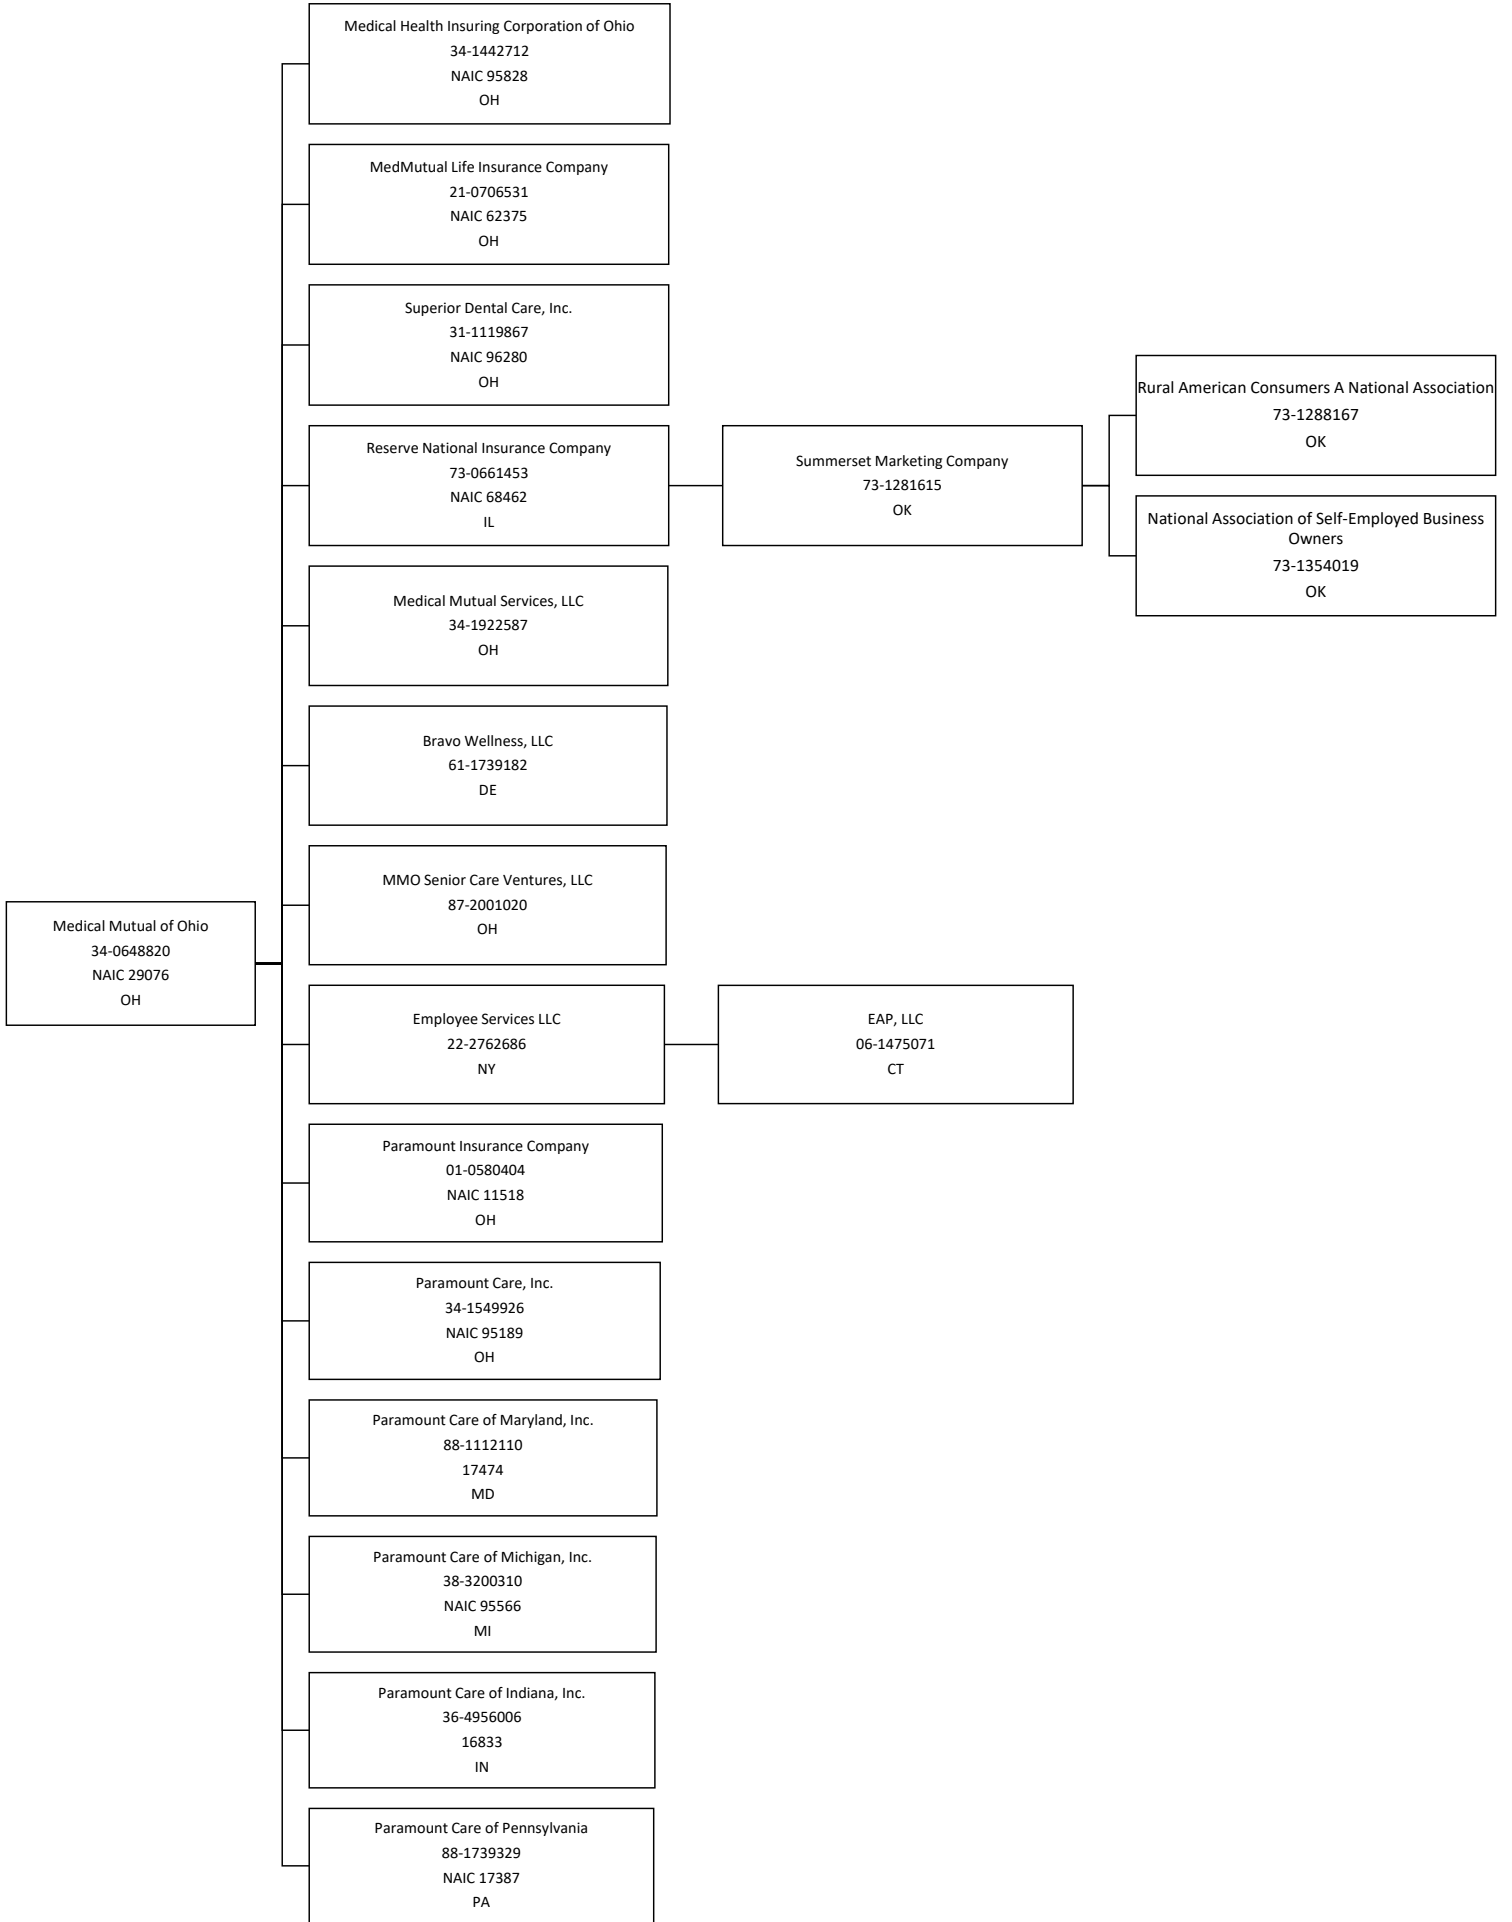 Medical Health Insuring Corporation of Ohio
34-1442712
NAIC 95828
OH
MedMutual Life Insurance Company
21-0706531
NAIC 62375
OH
Superior Dental Care, Inc.
31-1119867
NAIC 96280
OH
Reserve National Insurance Company
73-0661453
NAIC 68462
IL
Summerset Marketing Company
73-1281615
OK
Rural American Consumers A National Association
73-1288167
OK
National Association of Self-Employed Business
Owners
73-1354019
OK
Medical Mutual Services, LLC
34-1922587
OH
Bravo Wellness, LLC
61-1739182
DE
MMO Senior Care Ventures, LLC
87-2001020
OH
Medical Mutual of Ohio
34-0648820
NAIC 29076
OH
Employee Services LLC
22-2762686
NY
EAP, LLC
06-1475071
CT
Paramount Insurance Company
01-0580404
NAIC 11518
OH
Paramount Care, Inc.
34-1549926
NAIC 95189
OH
Paramount Care of Maryland, Inc.
88-1112110
17474
MD
Paramount Care of Michigan, Inc.
38-3200310
NAIC 95566
MI
Paramount Care of Indiana, Inc.
36-4956006
16833
IN
Paramount Care of Pennsylvania
88-1739329
NAIC 17387
PA